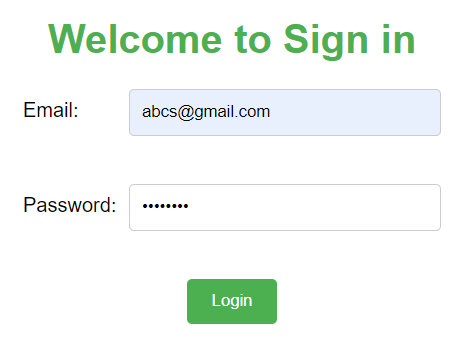 Welcome to Sign in
Email: abcs@gmail.com
Password: ••••••••
Login